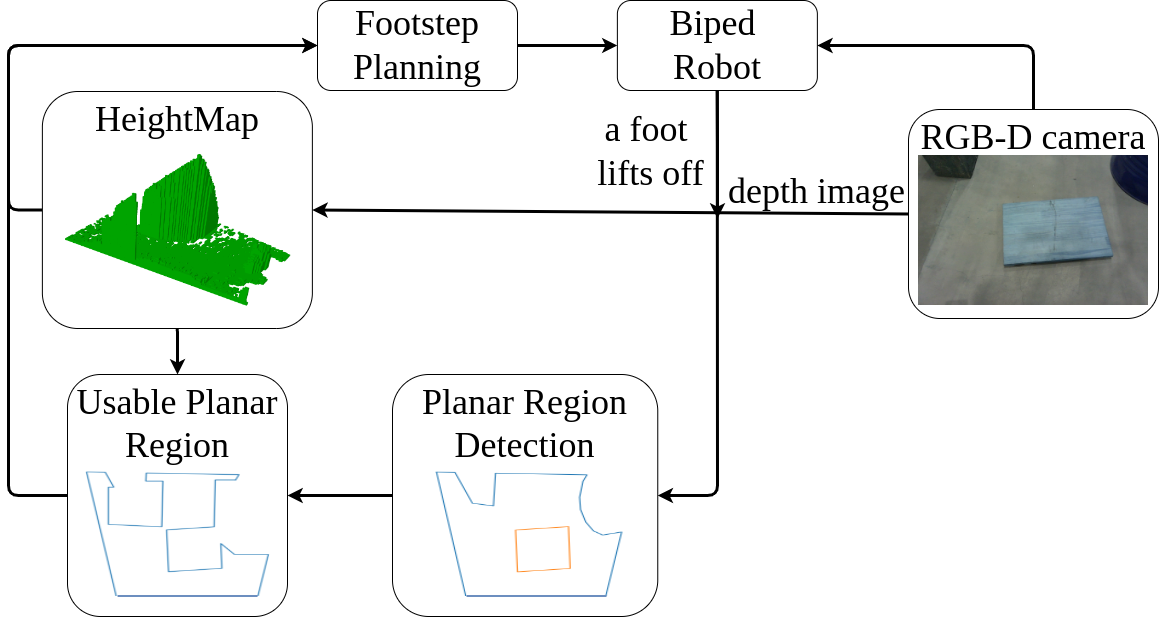 Footstep
Planning
Biped
Robot
HeightMap
a foot
lifts off
RGB-D camera
depth image
Usable Planar
Region
Planar Region
Detection